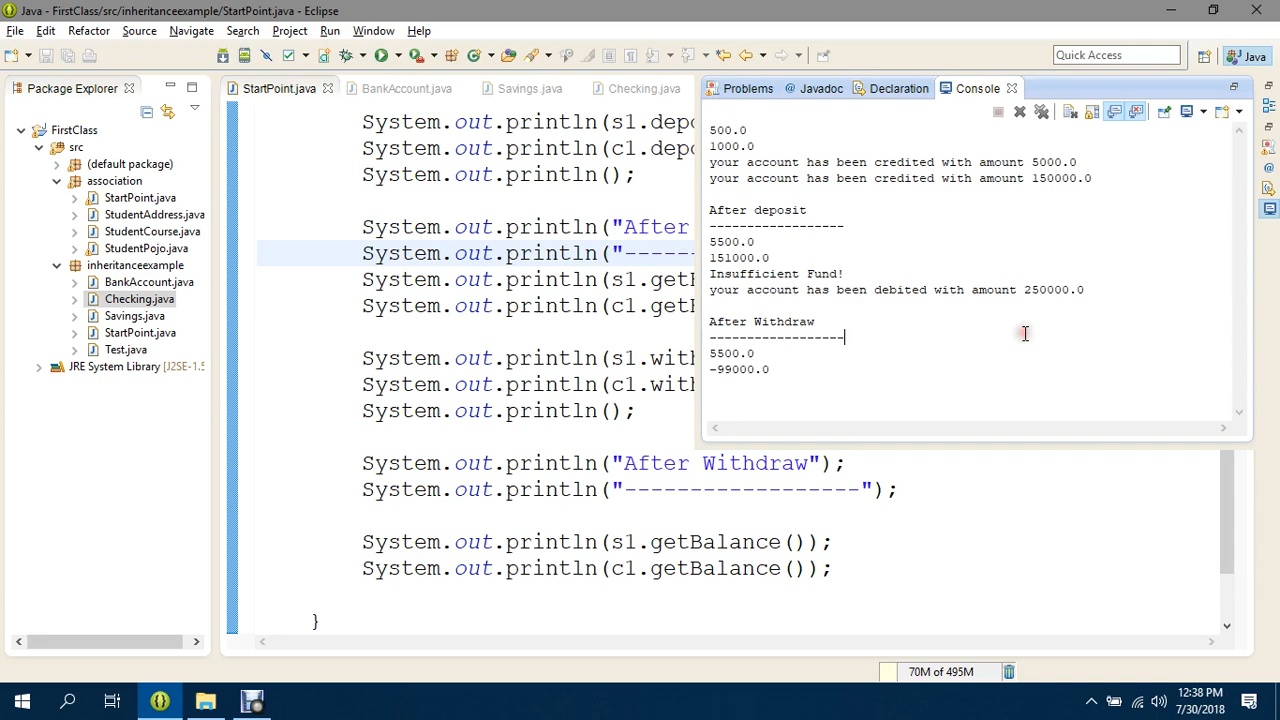 Java - FirstClass/src/inheritanceexample/StartPoint.java - Eclipse
File Edit Refactor Source Navigate Search Project Run Window Help
Quick Access
Java
Package Explorer
FirstClass
src
(default package)
association
StartPoint.java
StudentAddress.java
StudentCourse.java
StudentPojo.java
inheritanceexample
BankAccount.java
Checking.java
Savings.java
StartPoint.java
Test.java
JRE System Library [J2SE-1.5
StartPoint.java BankAccount.java Savings.java Checking.java
System.out.println(s1.depo
System.out.println(c1.depo
System.out.println();
System.out.println("After
System.out.println("------
System.out.println(s1.getB
System.out.println(c1.getB
System.out.println(s1.with
System.out.println(c1.with
System.out.println();
System.out.println("After Withdraw");
System.out.println("------------------");
System.out.println(s1.getBalance());
System.out.println(c1.getBalance());
}
Problems @ Javadoc Declaration Console
500.0
1000.0
your account has been credited with amount 5000.0
your account has been credited with amount 150000.0
After deposit
------------------
5500.0
151000.0
Insufficient Fund!
your account has been debited with amount 250000.0
After Withdraw
------------------
5500.0
-99000.0
70M of 495M
12:38 PM
7/30/2018